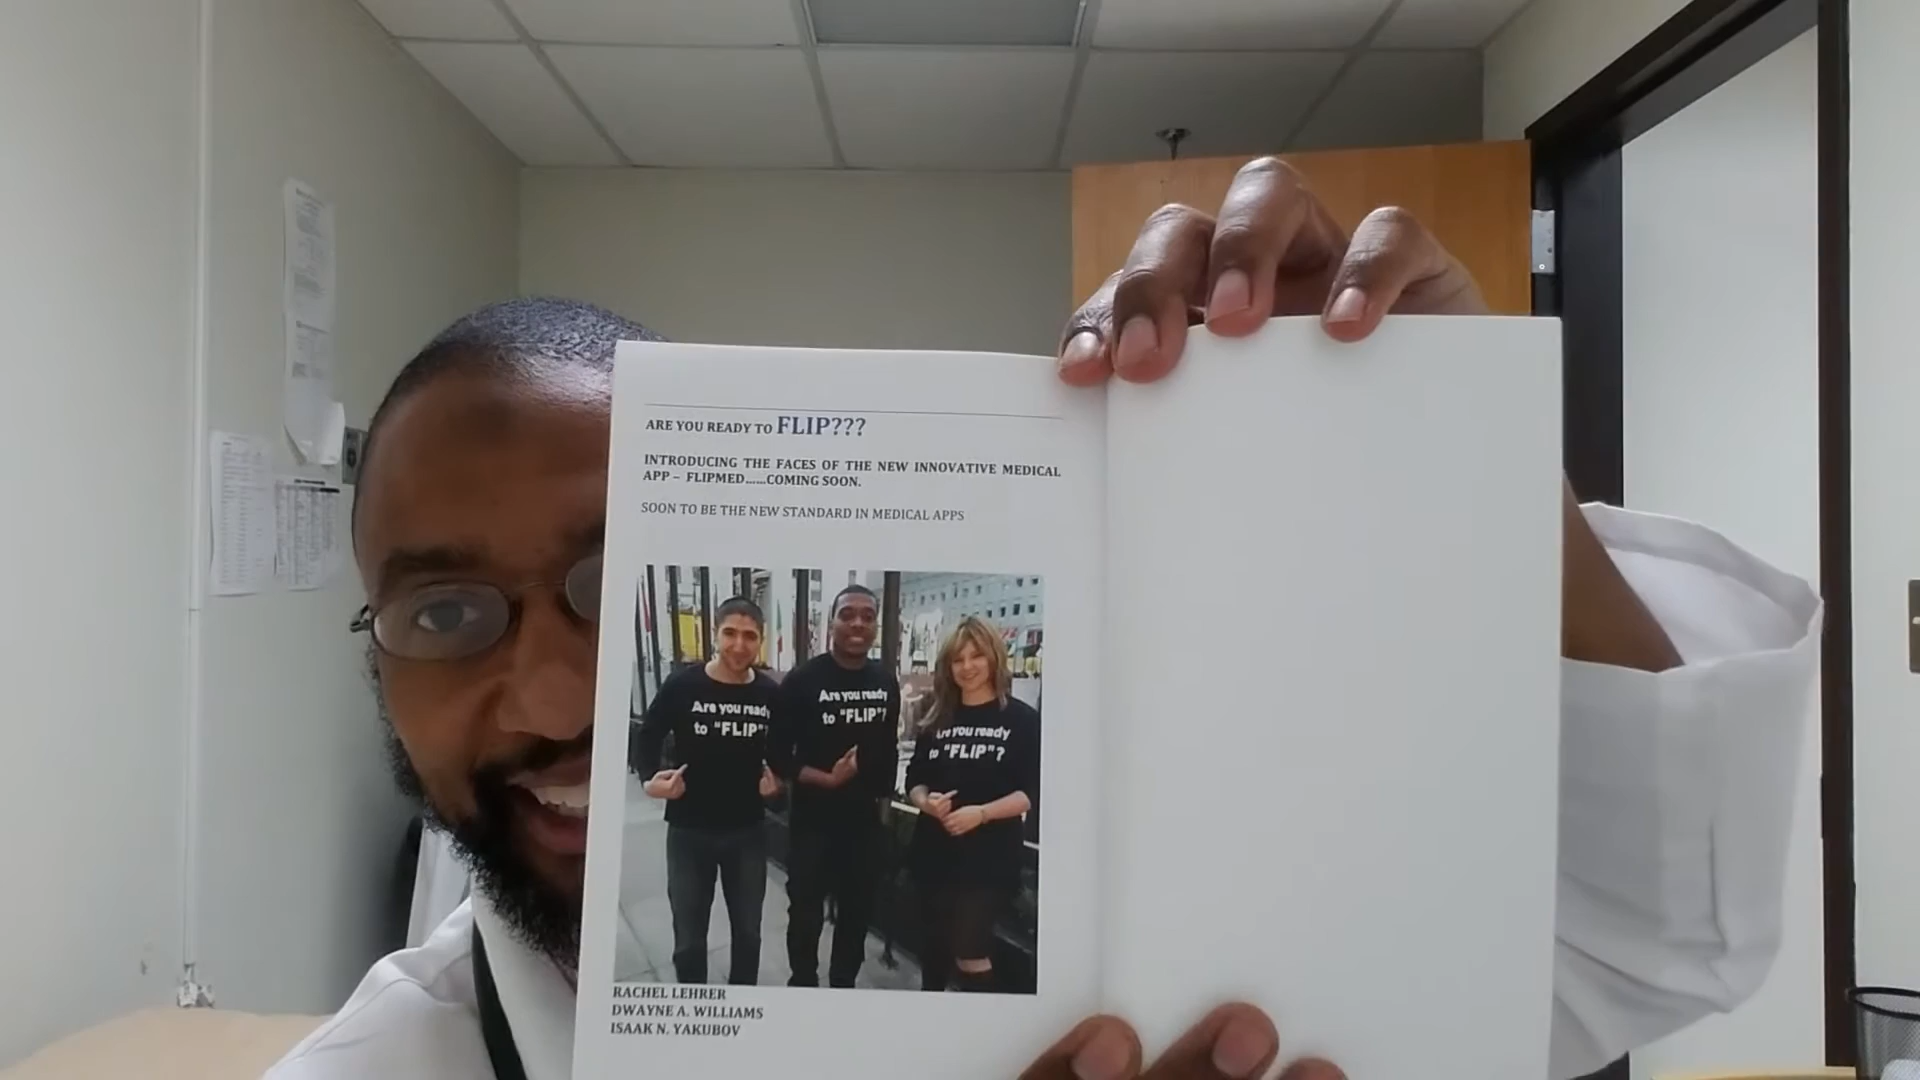 ARE YOU READY TO FLIP???
INTRODUCING THE FACES OF THE NEW INNOVATIVE MEDICAL
APP – FLIPMED......COMING SOON.
SOON TO BE THE NEW STANDARD IN MEDICAL APPS
Are you ready
to "FLIP"?
Are you ready
to "FLIP"?
Are you ready
to "FLIP"?
RACHEL LEHRER
DWAYNE A. WILLIAMS
ISAAK N. YAKUBOV